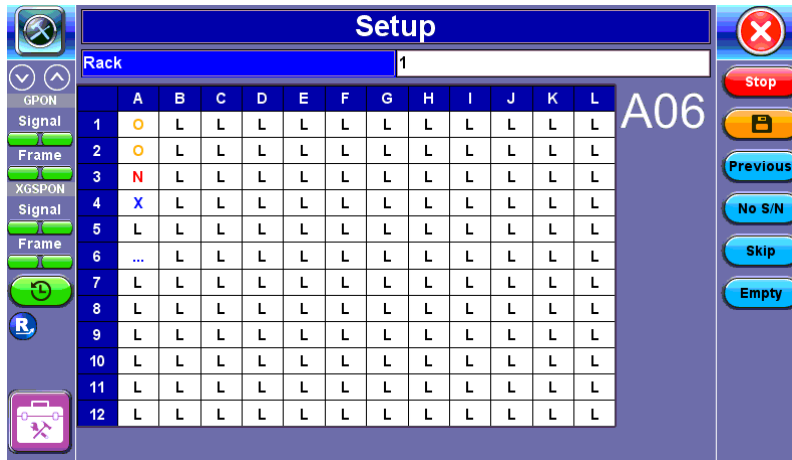 Setup
Rack 1
A B C D E F G H I J K L
1 O L L L L L L L L L L L
2 O L L L L L L L L L L L
3 N L L L L L L L L L L L
4 X L L L L L L L L L L L
5 L L L L L L L L L L L L
6 ... L L L L L L L L L L L
7 L L L L L L L L L L L L
8 L L L L L L L L L L L L
9 L L L L L L L L L L L L
10 L L L L L L L L L L L L
11 L L L L L L L L L L L L
12 L L L L L L L L L L L L
A06
GPON
Signal
Frame
XGSPON
Signal
Frame
R
Stop
Previous
No S/N
Skip
Empty